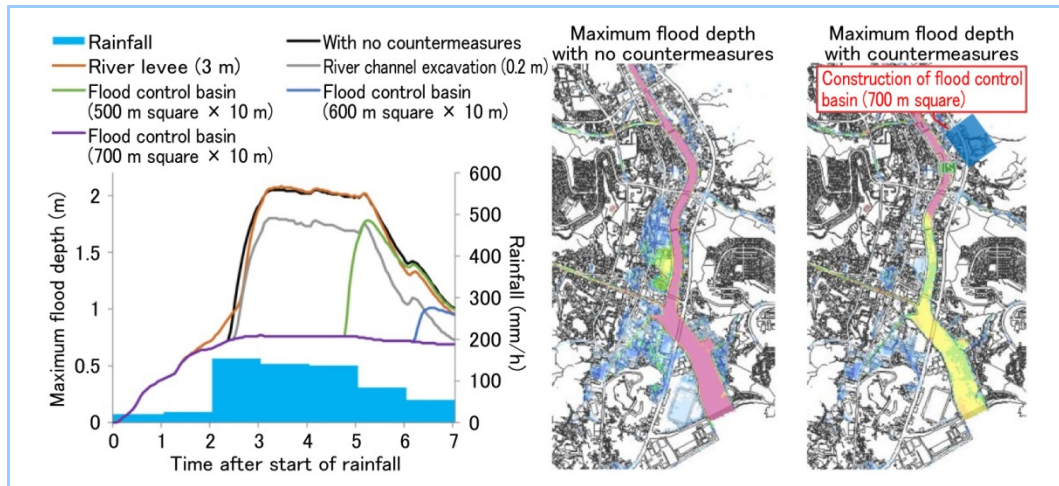 Rainfall
River levee (3 m)
Flood control basin
(500 m square × 10 m)
Flood control basin
(700 m square × 10 m)
With no countermeasures
River channel excavation (0.2 m)
Flood control basin
(600 m square × 10 m)
Maximum flood depth (m)
2
1.5
1
0.5
0
600
500
400
300
200
100
0
Rainfall (mm/h)
0 1 2 3 4 5 6 7
Time after start of rainfall
Maximum flood depth
with no countermeasures
Maximum flood depth
with countermeasures
Construction of flood control
basin (700 m square)